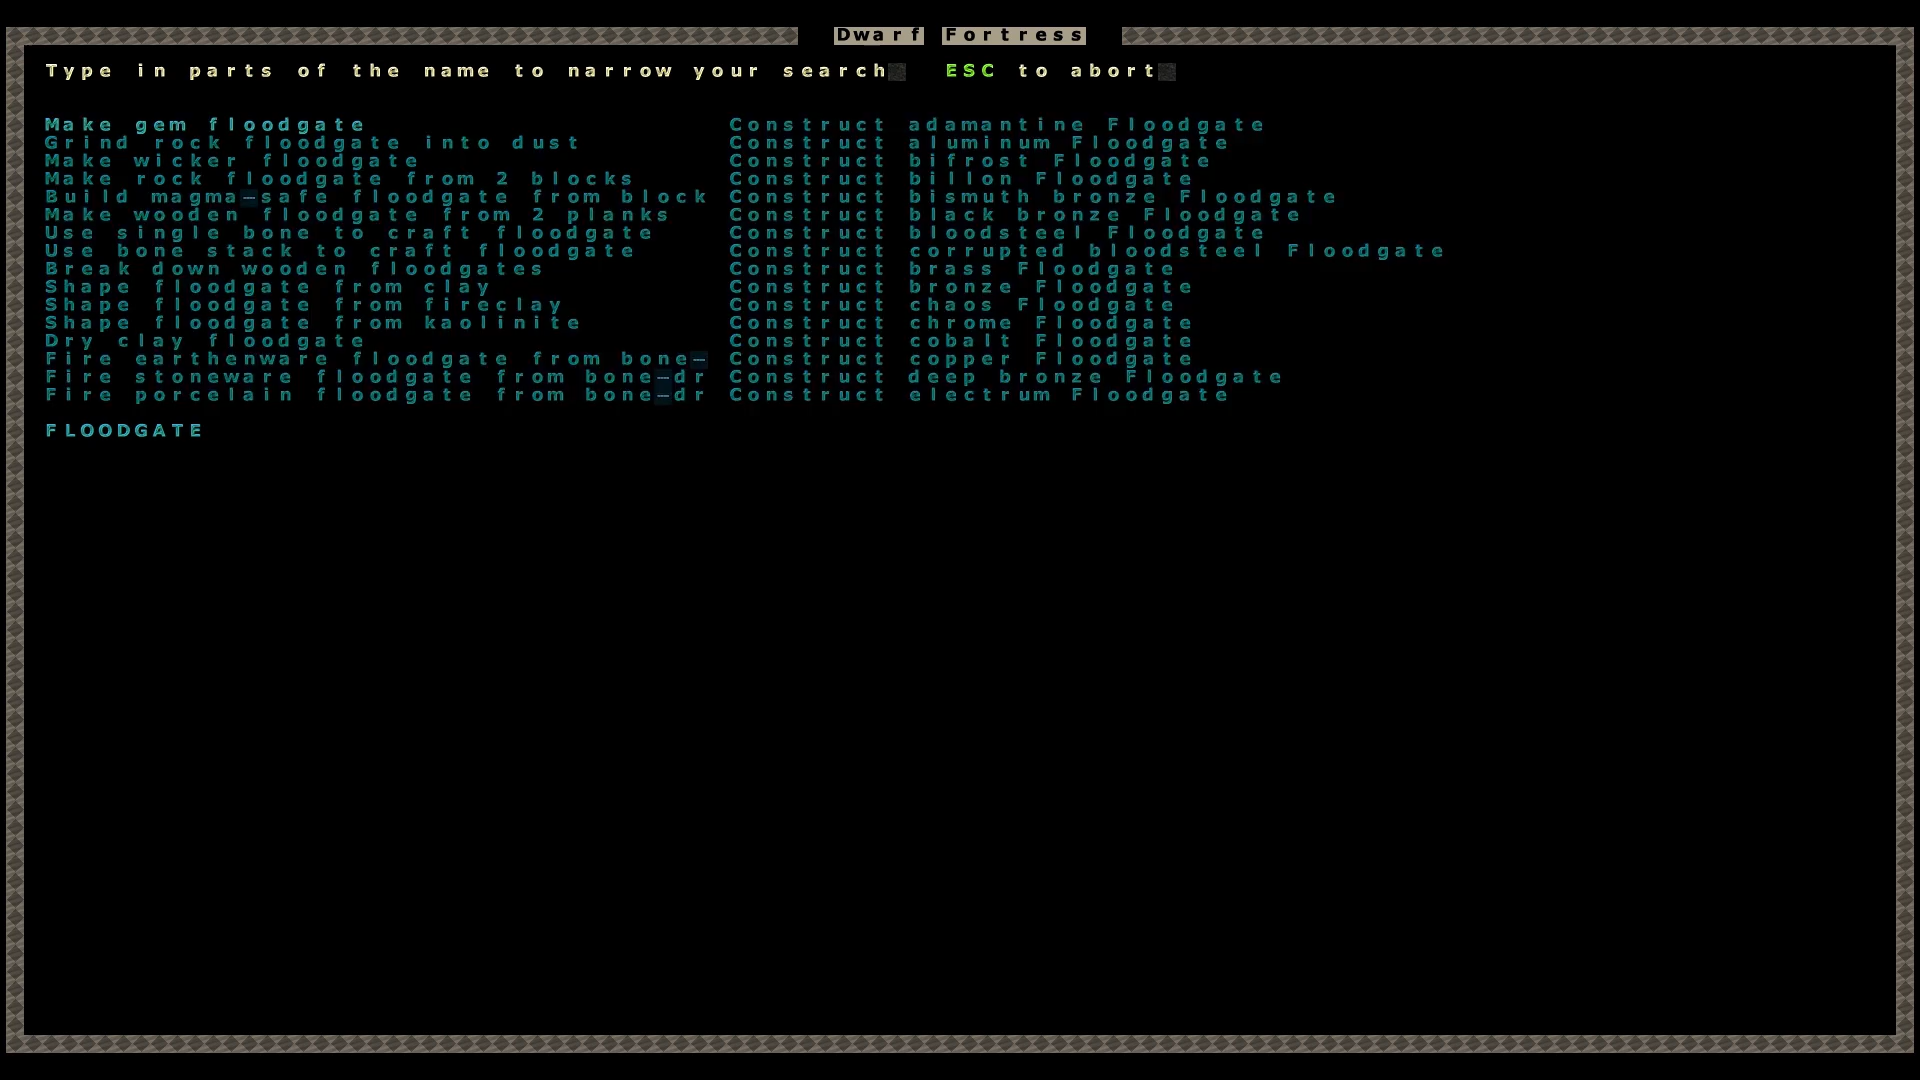 Dwarf Fortress
Type in parts of the name to narrow your search. ESC to abort.
Make gem floodgate
Grind rock floodgate into dust
Make wicker floodgate
Make rock floodgate from 2 blocks
Build magma-safe floodgate from block
Make wooden floodgate from 2 planks
Use single bone to craft floodgate
Use bone stack to craft floodgate
Break down wooden floodgates
Shape floodgate from clay
Shape floodgate from fireclay
Shape floodgate from kaolinite
Dry clay floodgate
Fire earthenware floodgate from bone-
Fire stoneware floodgate from bone-dr
Fire porcelain floodgate from bone-dr
Construct adamantine Floodgate
Construct aluminum Floodgate
Construct bifrost Floodgate
Construct billon Floodgate
Construct bismuth bronze Floodgate
Construct black bronze Floodgate
Construct bloodsteel Floodgate
Construct corrupted bloodsteel Floodgate
Construct brass Floodgate
Construct bronze Floodgate
Construct chaos Floodgate
Construct chrome Floodgate
Construct cobalt Floodgate
Construct copper Floodgate
Construct deep bronze Floodgate
Construct electrum Floodgate
FLOODGATE